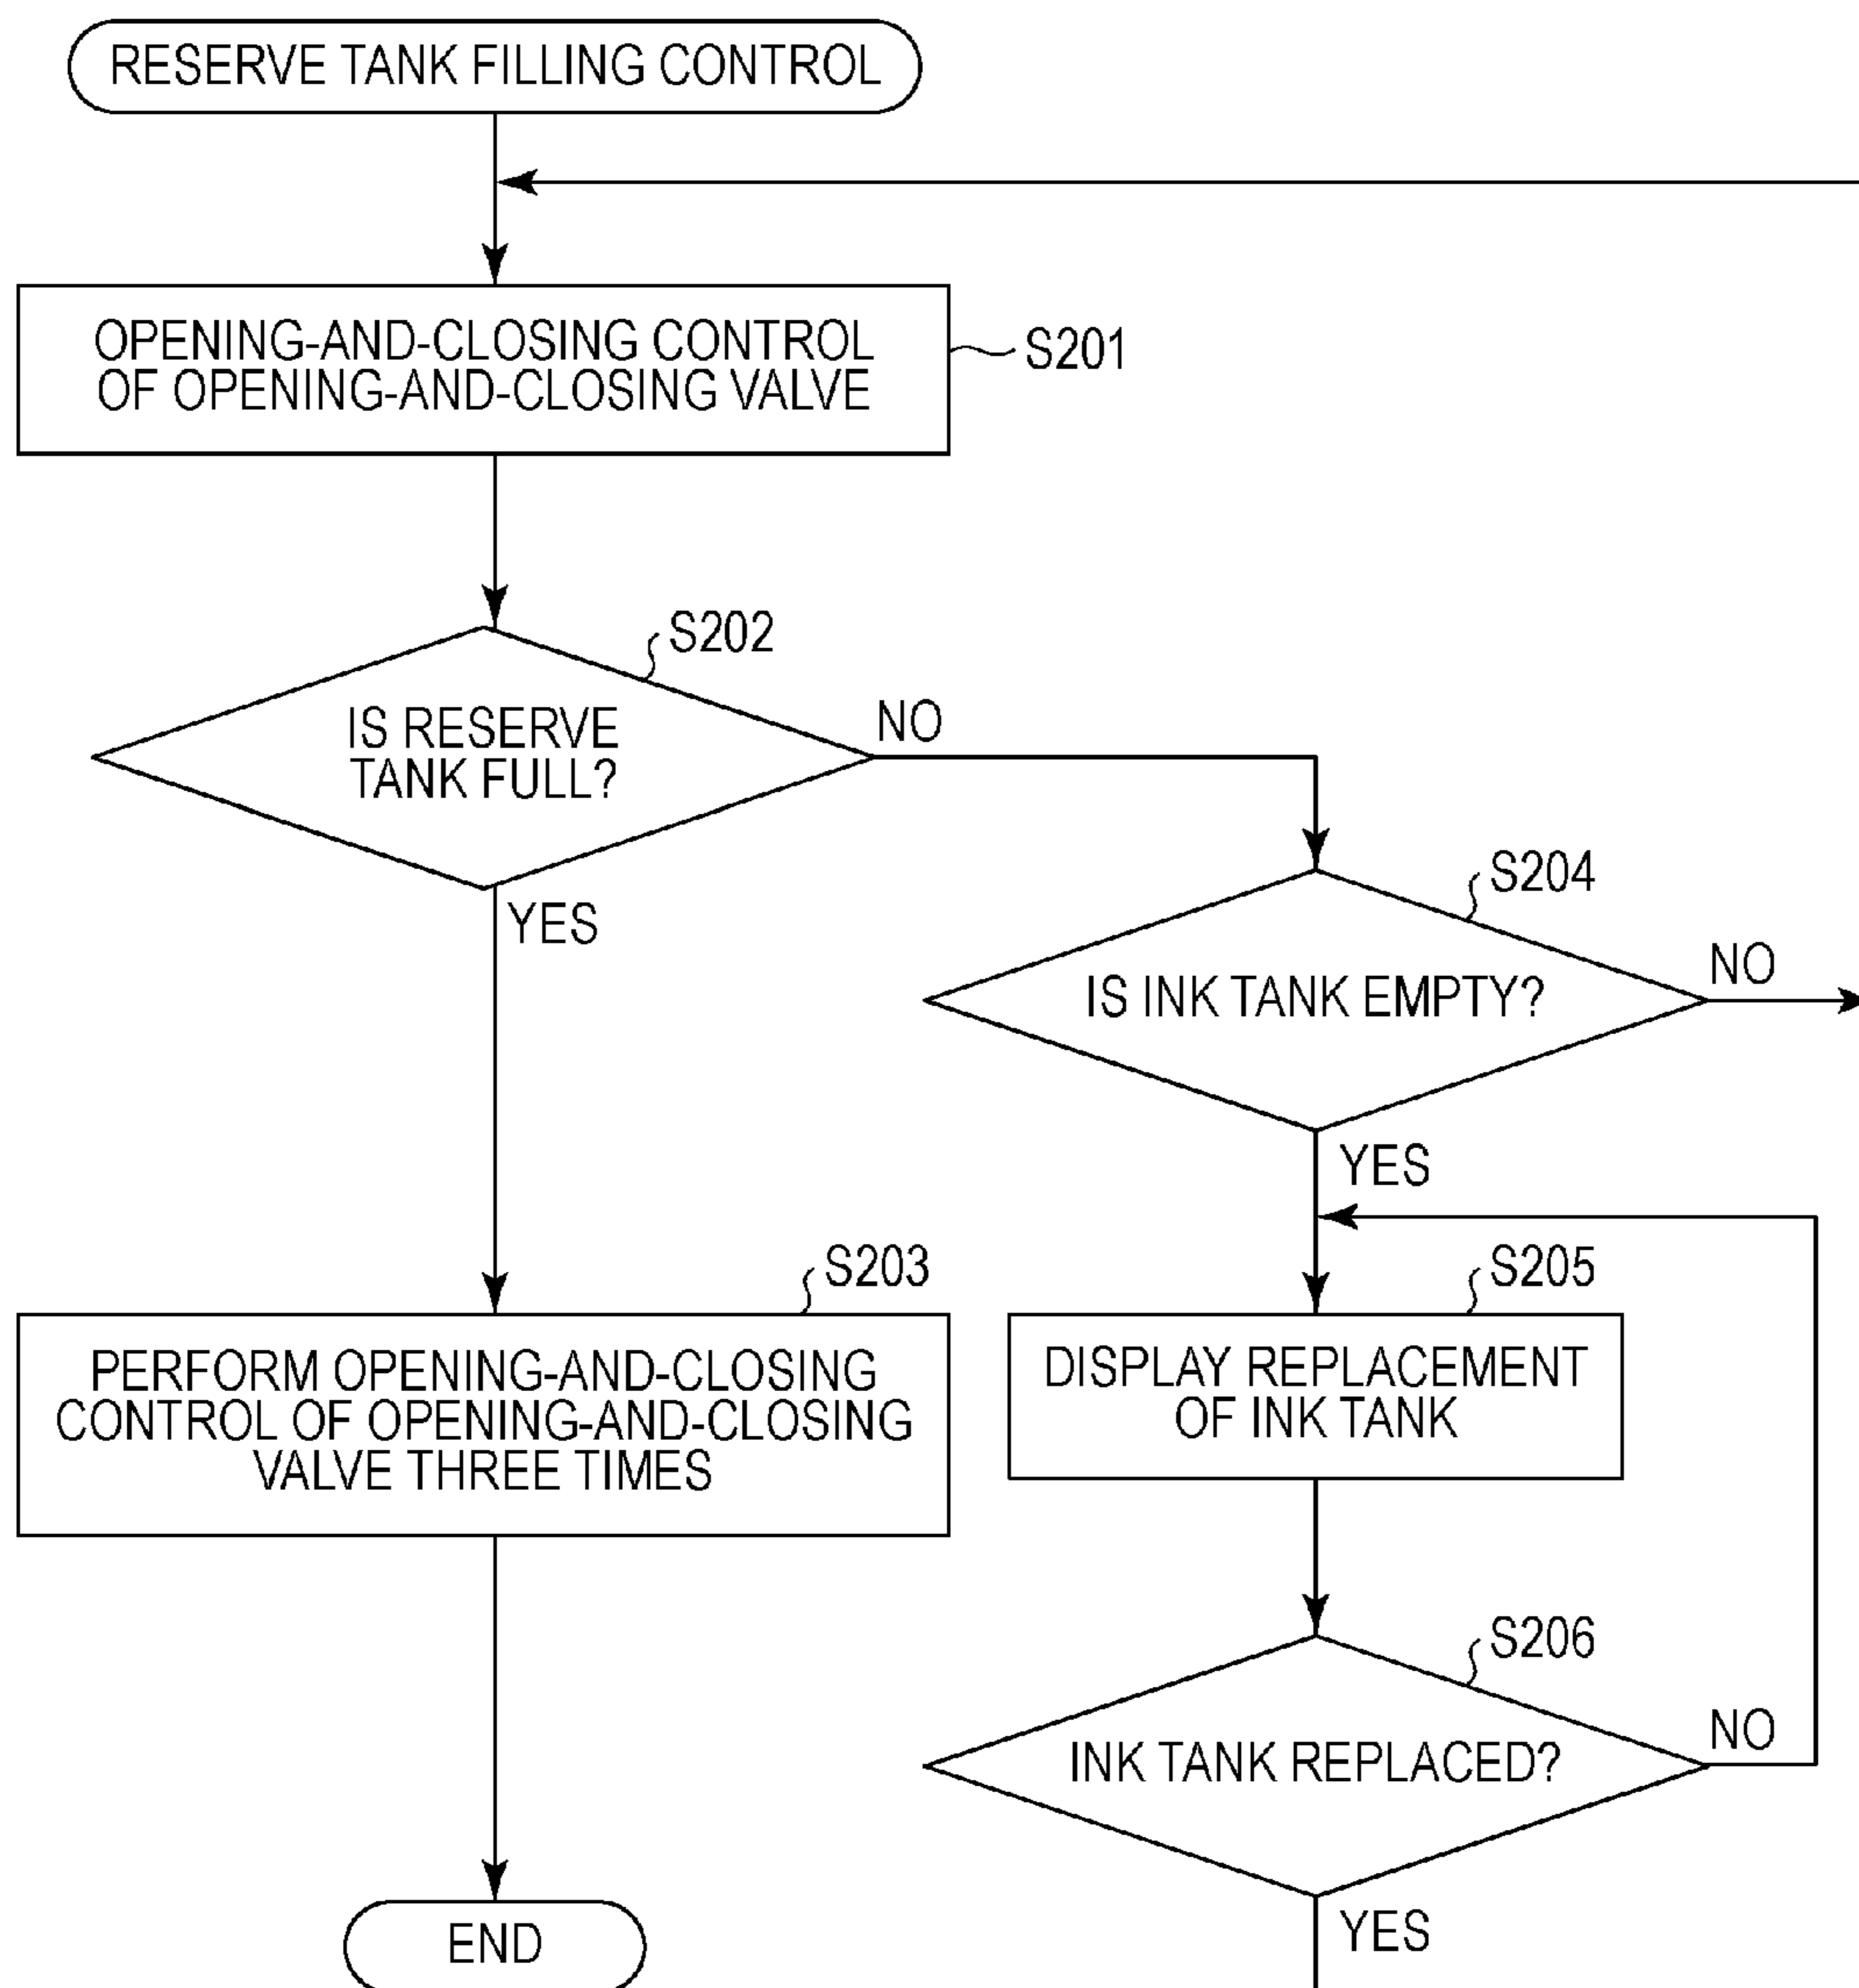 RESERVE TANK FILLING CONTROL
OPENING-AND-CLOSING CONTROL
OF OPENING-AND-CLOSING VALVE
S201
S202
IS RESERVE
TANK FULL?
NO
YES
S204
IS INK TANK EMPTY?
NO
YES
S203
PERFORM OPENING-AND-CLOSING
CONTROL OF OPENING-AND-CLOSING
VALVE THREE TIMES
S205
DISPLAY REPLACEMENT
OF INK TANK
S206
INK TANK REPLACED?
NO
YES
END